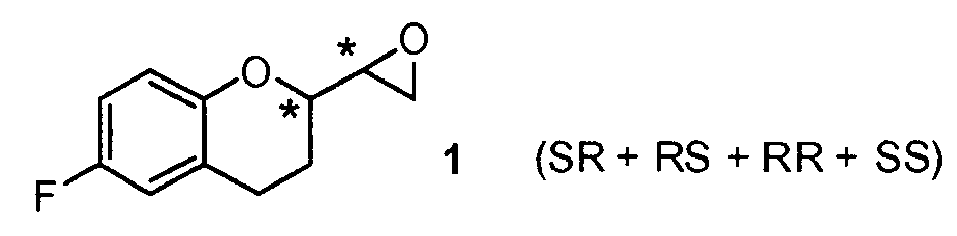 * O
O
*
F
1 (SR + RS + RR + SS)